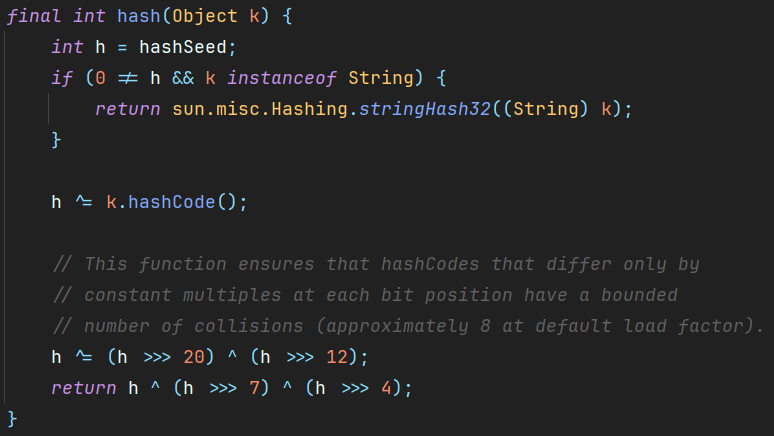 final int hash(Object k) {
    int h = hashSeed;
    if (0 != h && k instanceof String) {
        return sun.misc.Hashing.stringHash32((String) k);
    }

    h ^= k.hashCode();

    // This function ensures that hashCodes that differ only by
    // constant multiples at each bit position have a bounded
    // number of collisions (approximately 8 at default load factor).
    h ^= (h >>> 20) ^ (h >>> 12);
    return h ^ (h >>> 7) ^ (h >>> 4);
}